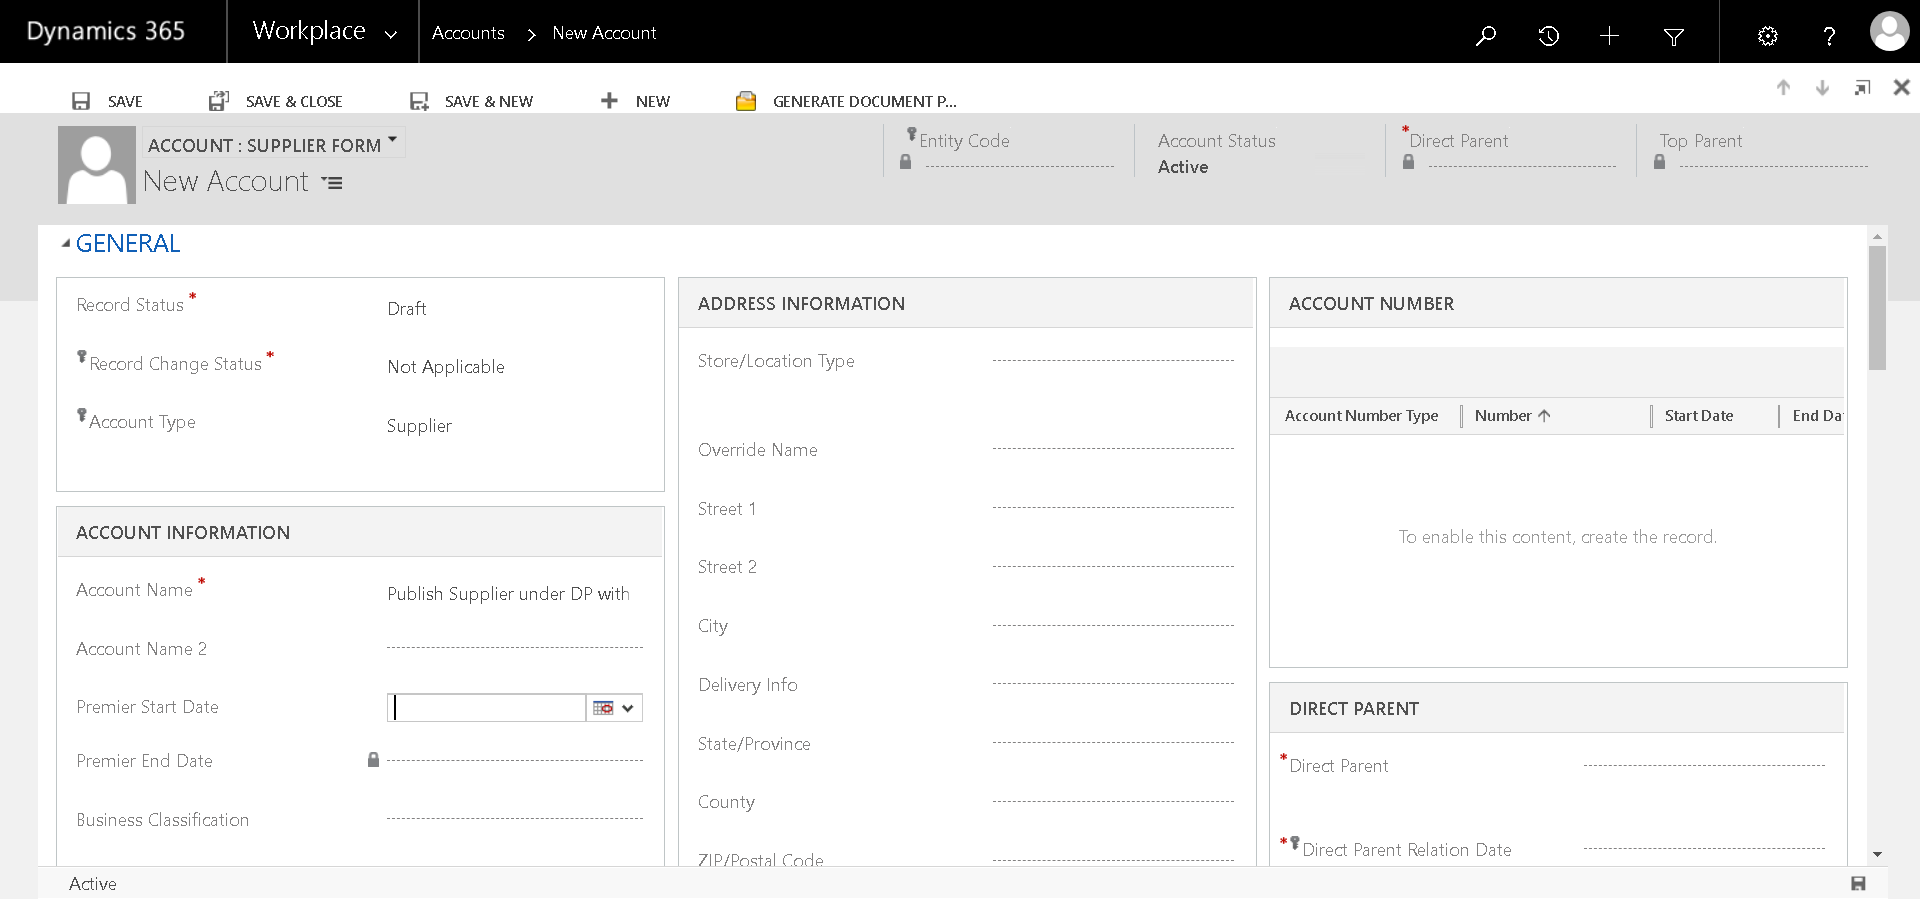 Dynamics 365
Workplace
Accounts
New Account
SAVE
SAVE & CLOSE
SAVE & NEW
NEW
GENERATE DOCUMENT P...
ACCOUNT : SUPPLIER FORM
New Account
Entity Code
Account Status
Active
*Direct Parent
Top Parent
GENERAL
Record Status *
Draft
Record Change Status *
Not Applicable
Account Type
Supplier
ACCOUNT INFORMATION
Account Name *
Publish Supplier under DP with
Account Name 2
Premier Start Date
Premier End Date
Business Classification
ADDRESS INFORMATION
Store/Location Type
Override Name
Street 1
Street 2
City
Delivery Info
State/Province
County
ZIP/Postal Code
ACCOUNT NUMBER
Account Number Type
Number
Start Date
End Da
To enable this content, create the record.
DIRECT PARENT
*Direct Parent
*Direct Parent Relation Date
Active